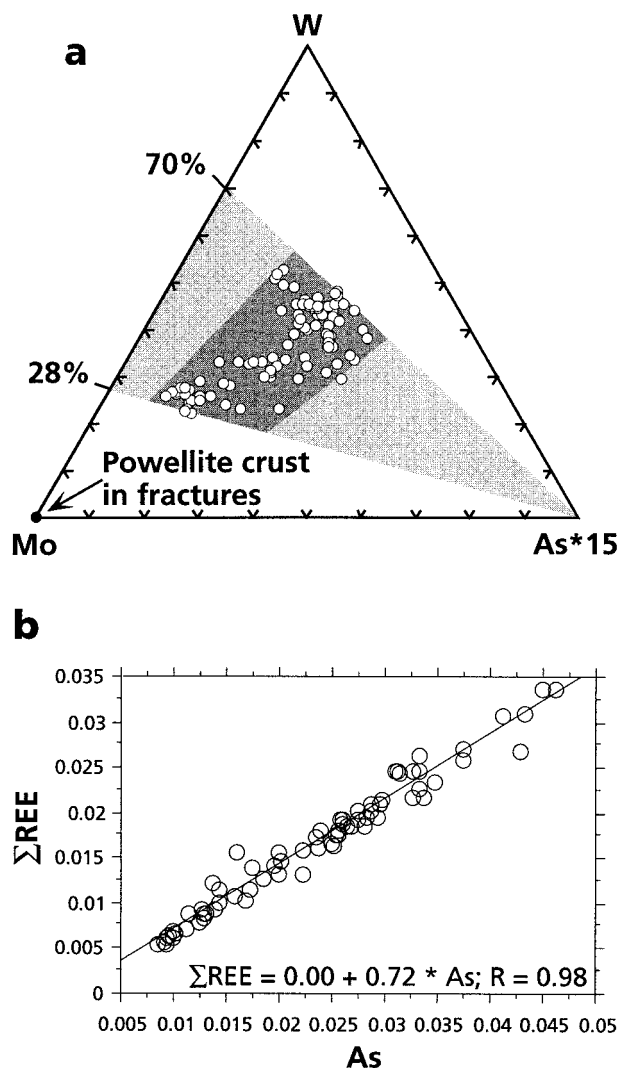 a
W
70%
28%
Powellite crust
in fractures
Mo
As*15
b
0.035
0.03
0.025
0.02
0.015
0.01
0.005
0
ΣREE
ΣREE = 0.00 + 0.72 * As; R = 0.98
0.005 0.01 0.015 0.02 0.025 0.03 0.035 0.04 0.045 0.05
As